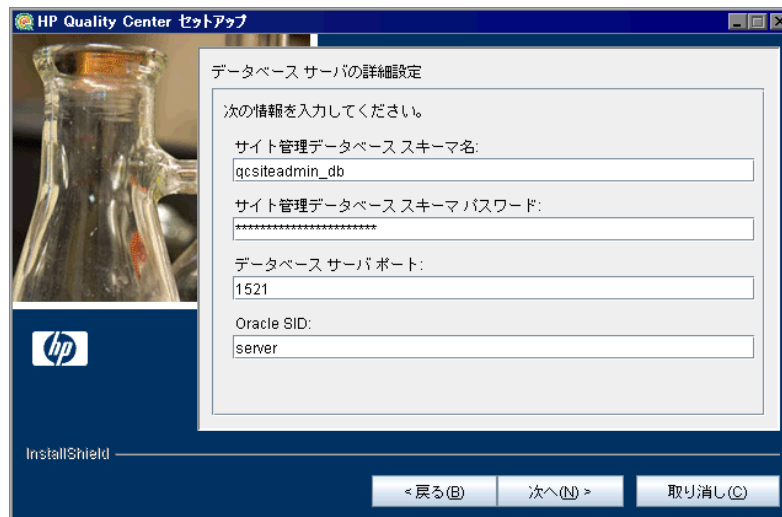 HP Quality Center セットアップ
データベース サーバの詳細設定
次の情報を入力してください。
サイト管理データベース スキーマ名:
qcsiteadmin_db
サイト管理データベース スキーマ パスワード:
***********************
データベース サーバ ポート:
1521
Oracle SID:
server
hp
InstallShield
< 戻る(B)
次へ(N) >
取り消し(C)